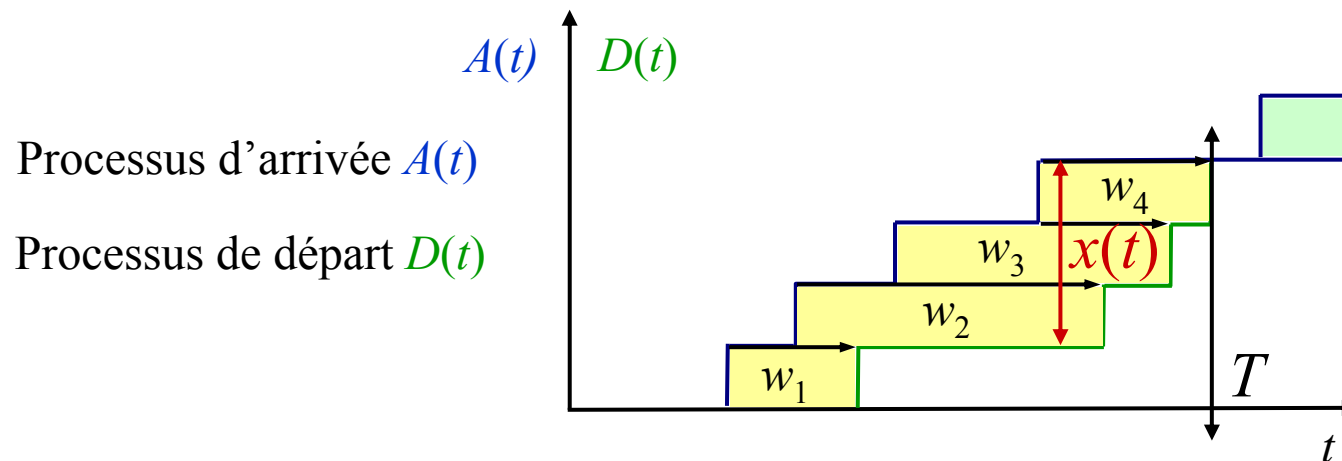 A(t) D(t)
Processus d'arrivée A(t)
Processus de départ D(t)
w4
w3 x(t)
w2
w1
T
t